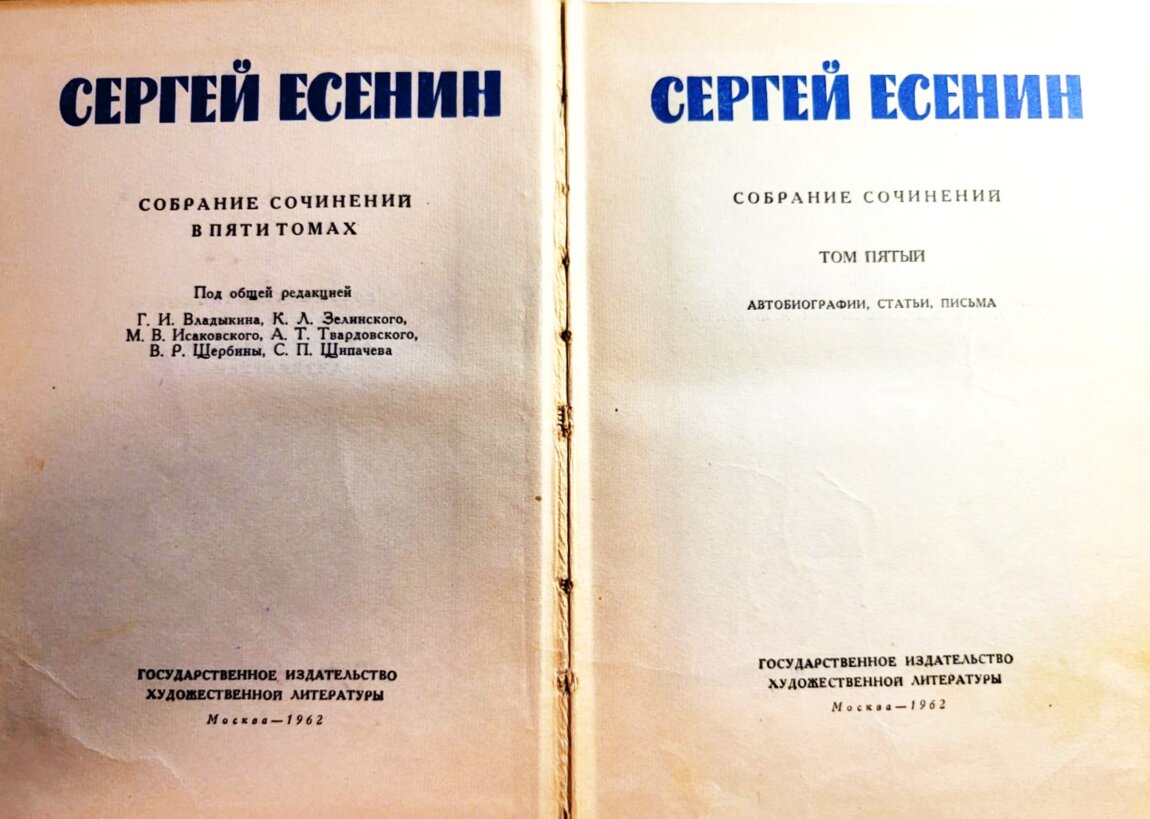 СЕРГЕЙ ЕСЕНИН
СОБРАНИЕ СОЧИНЕНИЙ
В ПЯТИ ТОМАХ
Под общей редакцией
Г. И. Владыкина, К. Л. Зелинского,
М. В. Исаковского, А. Т. Твардовского,
В. Р. Щербины, С. П. Щипачева
ГОСУДАРСТВЕННОЕ ИЗДАТЕЛЬСТВО
ХУДОЖЕСТВЕННОЙ ЛИТЕРАТУРЫ
Москва — 1962
СЕРГЕЙ ЕСЕНИН
СОБРАНИЕ СОЧИНЕНИЙ
ТОМ ПЯТЫЙ
АВТОБИОГРАФИИ, СТАТЬИ, ПИСЬМА
ГОСУДАРСТВЕННОЕ ИЗДАТЕЛЬСТВО
ХУДОЖЕСТВЕННОЙ ЛИТЕРАТУРЫ
Москва — 1962